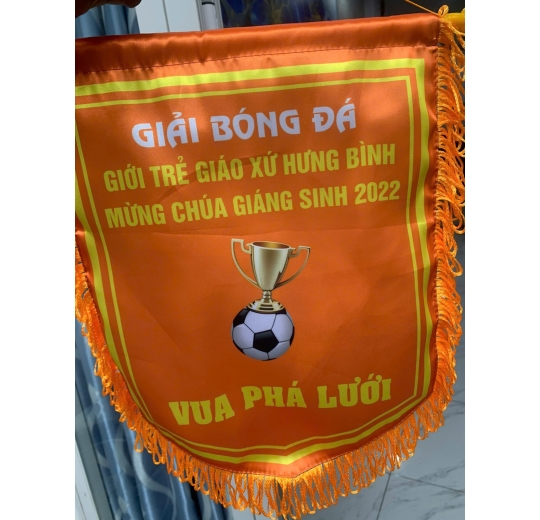 GIẢI BÓNG ĐÁ
GIỚI TRẺ GIÁO XỨ HƯNG BÌNH
MỪNG CHÚA GIÁNG SINH 2022
VUA PHÁ LƯỚI